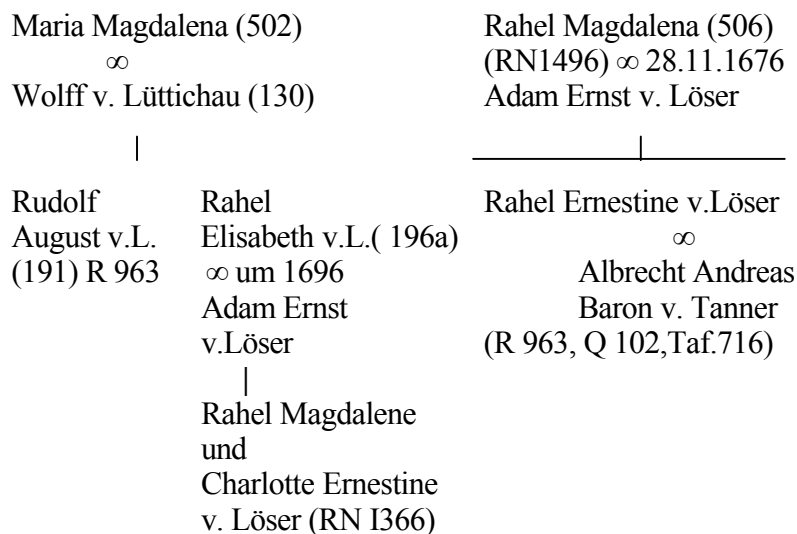 Maria Magdalena (502)
∞
Wolff v. Lüttichau (130)
Rahel Magdalena (506)
(RN1496) ∞ 28.11.1676
Adam Ernst v. Löser
Rudolf
August v.L.
(191) R 963
Rahel
Elisabeth v.L.( 196a)
∞ um 1696
Adam Ernst
v.Löser
Rahel Magdalene
und
Charlotte Ernestine
v. Löser (RN I366)
Rahel Ernestine v.Löser
∞
Albrecht Andreas
Baron v. Tanner
(R 963, Q 102,Taf.716)